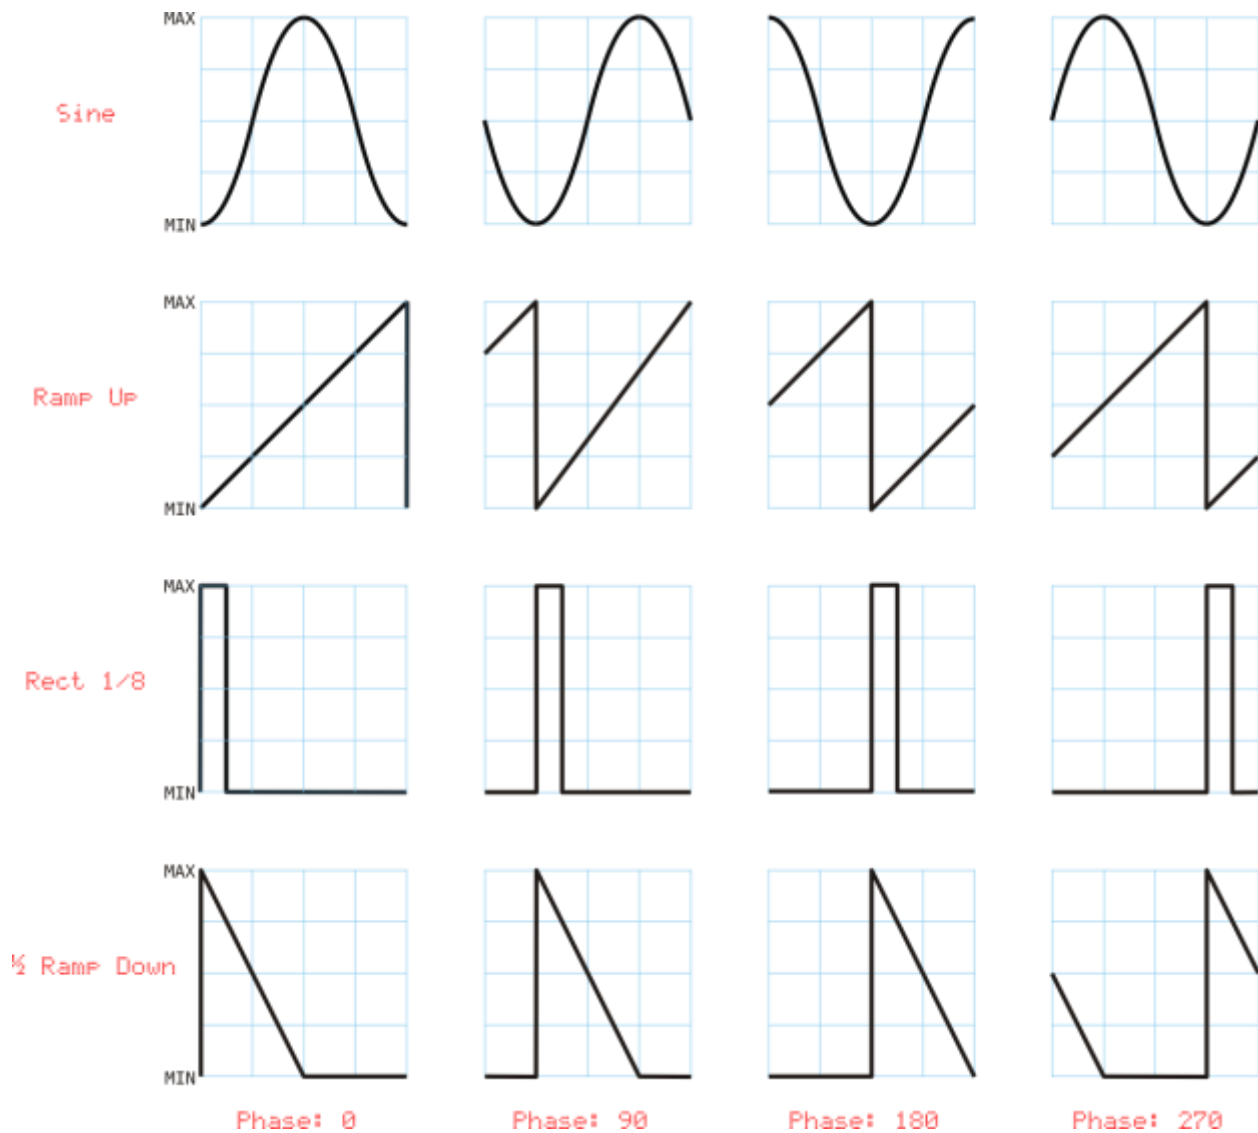 MAX
Sine
MIN
MAX
Ramp Up
MIN
MAX
Rect 1/8
MIN
MAX
½ Ramp Down
MIN
Phase: 0 Phase: 90 Phase: 180 Phase: 270